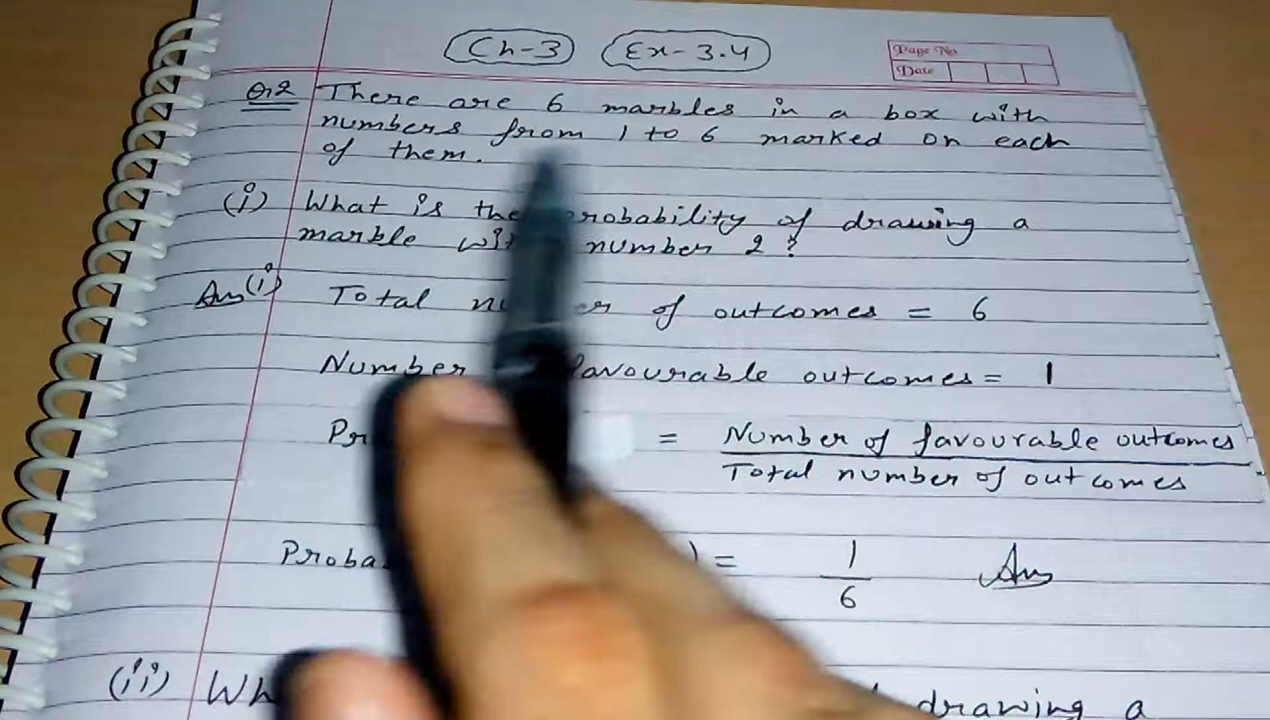 Ch-3 Ex-3.4
Page No.
Date
Q2 There are 6 marbles in a box with
numbers from 1 to 6 marked on each
of them.
(i) What is the probability of drawing a
marble with number 2?
Ans (i) Total number of outcomes = 6
Number favourable outcomes = 1
= Number of favourable outcomes
Total number of outcomes
) = 1
6 Ans
(ii) drawing a